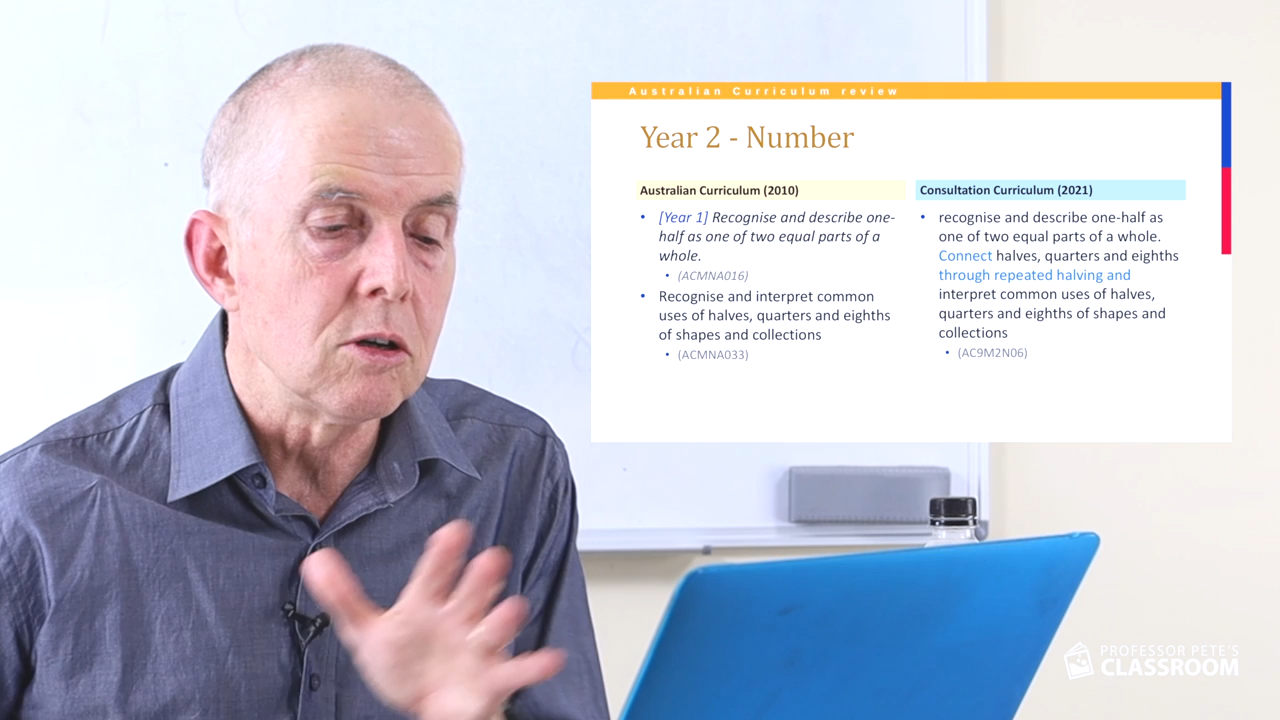 Australian Curriculum review
Year 2 - Number
Australian Curriculum (2010)
• [Year 1] Recognise and describe one-
half as one of two equal parts of a
whole.
• (ACMNA016)
• Recognise and interpret common
uses of halves, quarters and eighths
of shapes and collections
• (ACMNA033)
Consultation Curriculum (2021)
• recognise and describe one-half as
one of two equal parts of a whole.
Connect halves, quarters and eighths
through repeated halving and
interpret common uses of halves,
quarters and eighths of shapes and
collections
• (AC9M2N06)
PROFESSOR PETE'S
CLASSROOM